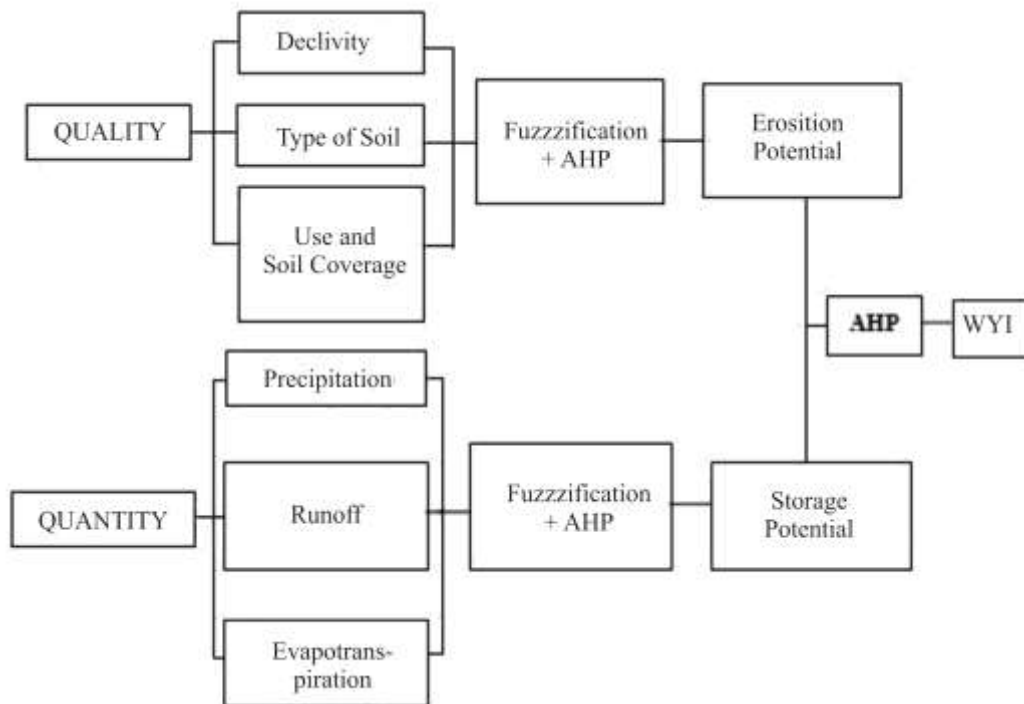 QUALITY
Declivity
Type of Soil
Use and
Soil Coverage
Fuzzzification
+ AHP
Erosition
Potential
AHP
WYI
QUANTITY
Precipitation
Runoff
Evapotrans-
piration
Fuzzzification
+ AHP
Storage
Potential